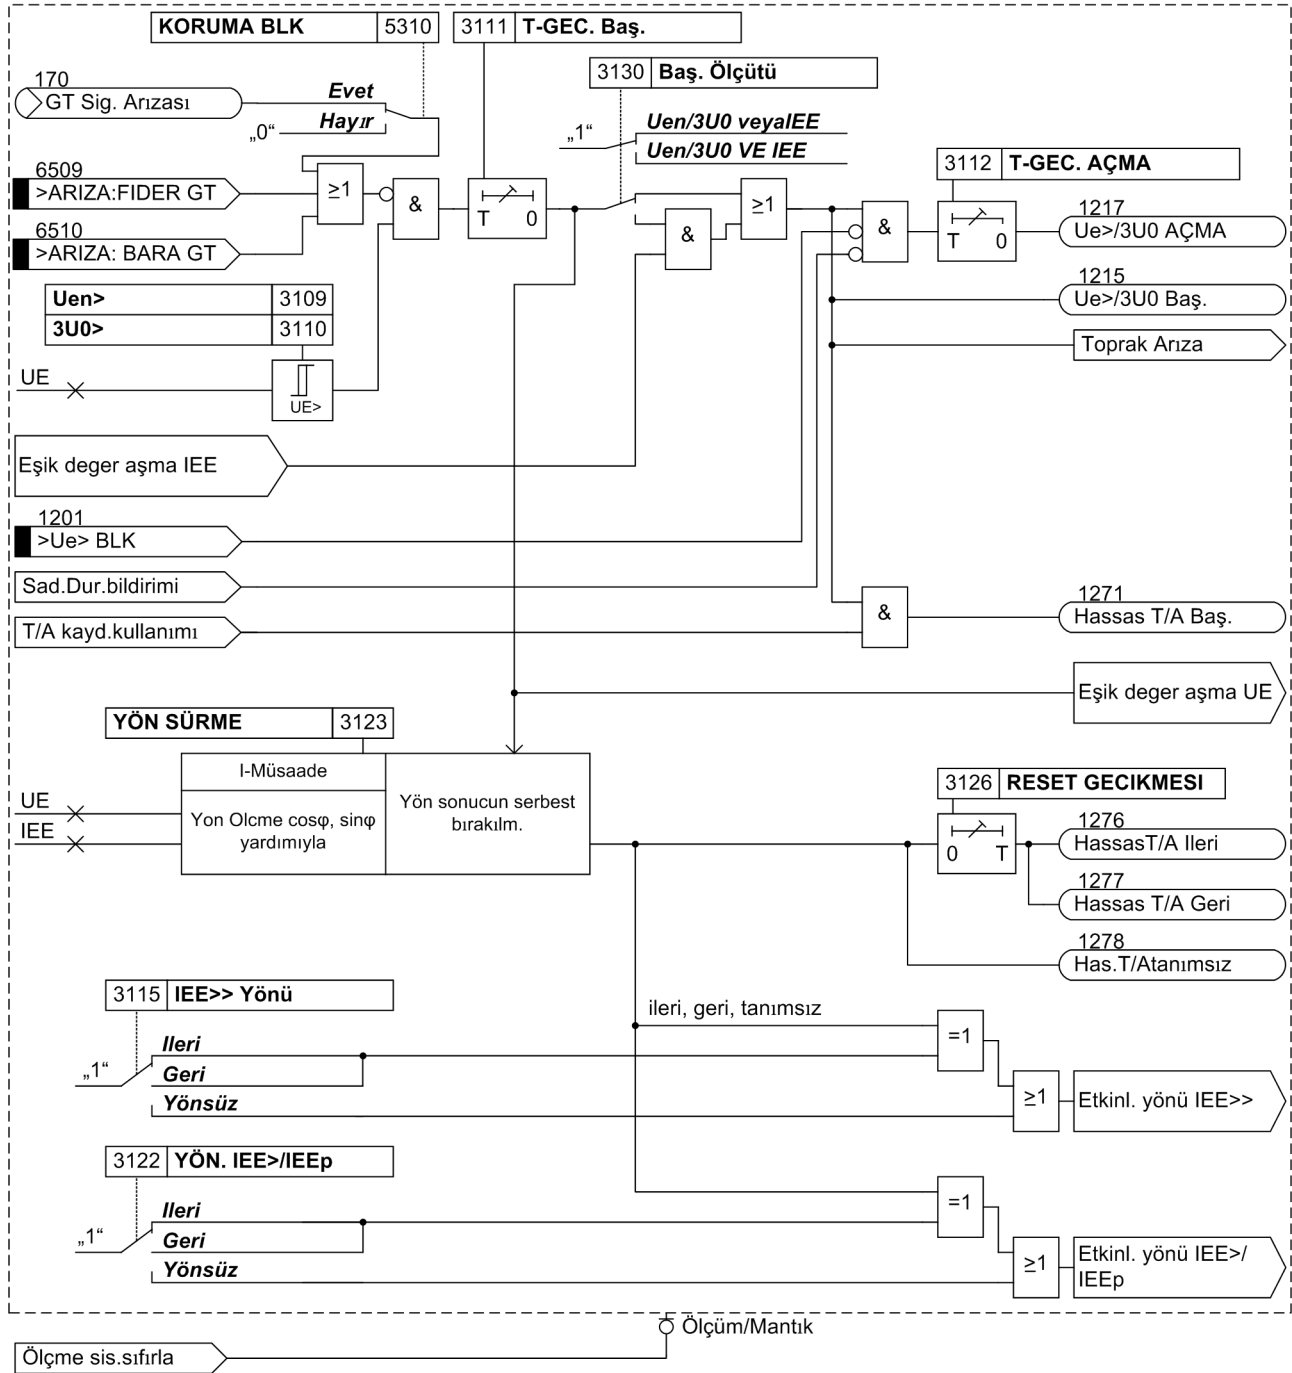 KORUMA BLK 5310
3111 T-GEC. Baş.
3130 Baş. Ölçütü
170
GT Sig. Arızası
Evet
Hayır
„0“
„1“
Uen/3U0 veyaIEE
Uen/3U0 VE IEE
3112 T-GEC. AÇMA
6509
>ARIZA:FIDER GT
≥1
&
T 0
≥1
&
&
T 0
1217
Ue>/3U0 AÇMA
6510
>ARIZA: BARA GT
1215
Ue>/3U0 Baş.
Uen> 3109
3U0> 3110
Toprak Arıza
UE
UE>
Eşik deger aşma IEE
1201
>Ue> BLK
Sad.Dur.bildirimi
T/A kayd.kullanımı
&
1271
Hassas T/A Baş.
Eşik deger aşma UE
YÖN SÜRME 3123
I-Müsaade
Yon Olcme cosφ, sinφ
yardımıyla
Yön sonucun serbest
bırakılm.
UE
IEE
3126 RESET GECIKMESI
0 T
1276
HassasT/A Ileri
1277
Hassas T/A Geri
1278
Has.T/Atanımsız
3115 IEE>> Yönü
ileri, geri, tanımsız
Ileri
Geri
Yönsüz
„1“
=1
≥1
Etkinl. yönü IEE>>
3122 YÖN. IEE>/IEEp
Ileri
Geri
Yönsüz
„1“
=1
≥1
Etkinl. yönü IEE>/
IEEp
Ölçüm/Mantık
Ölçme sis.sıfırla